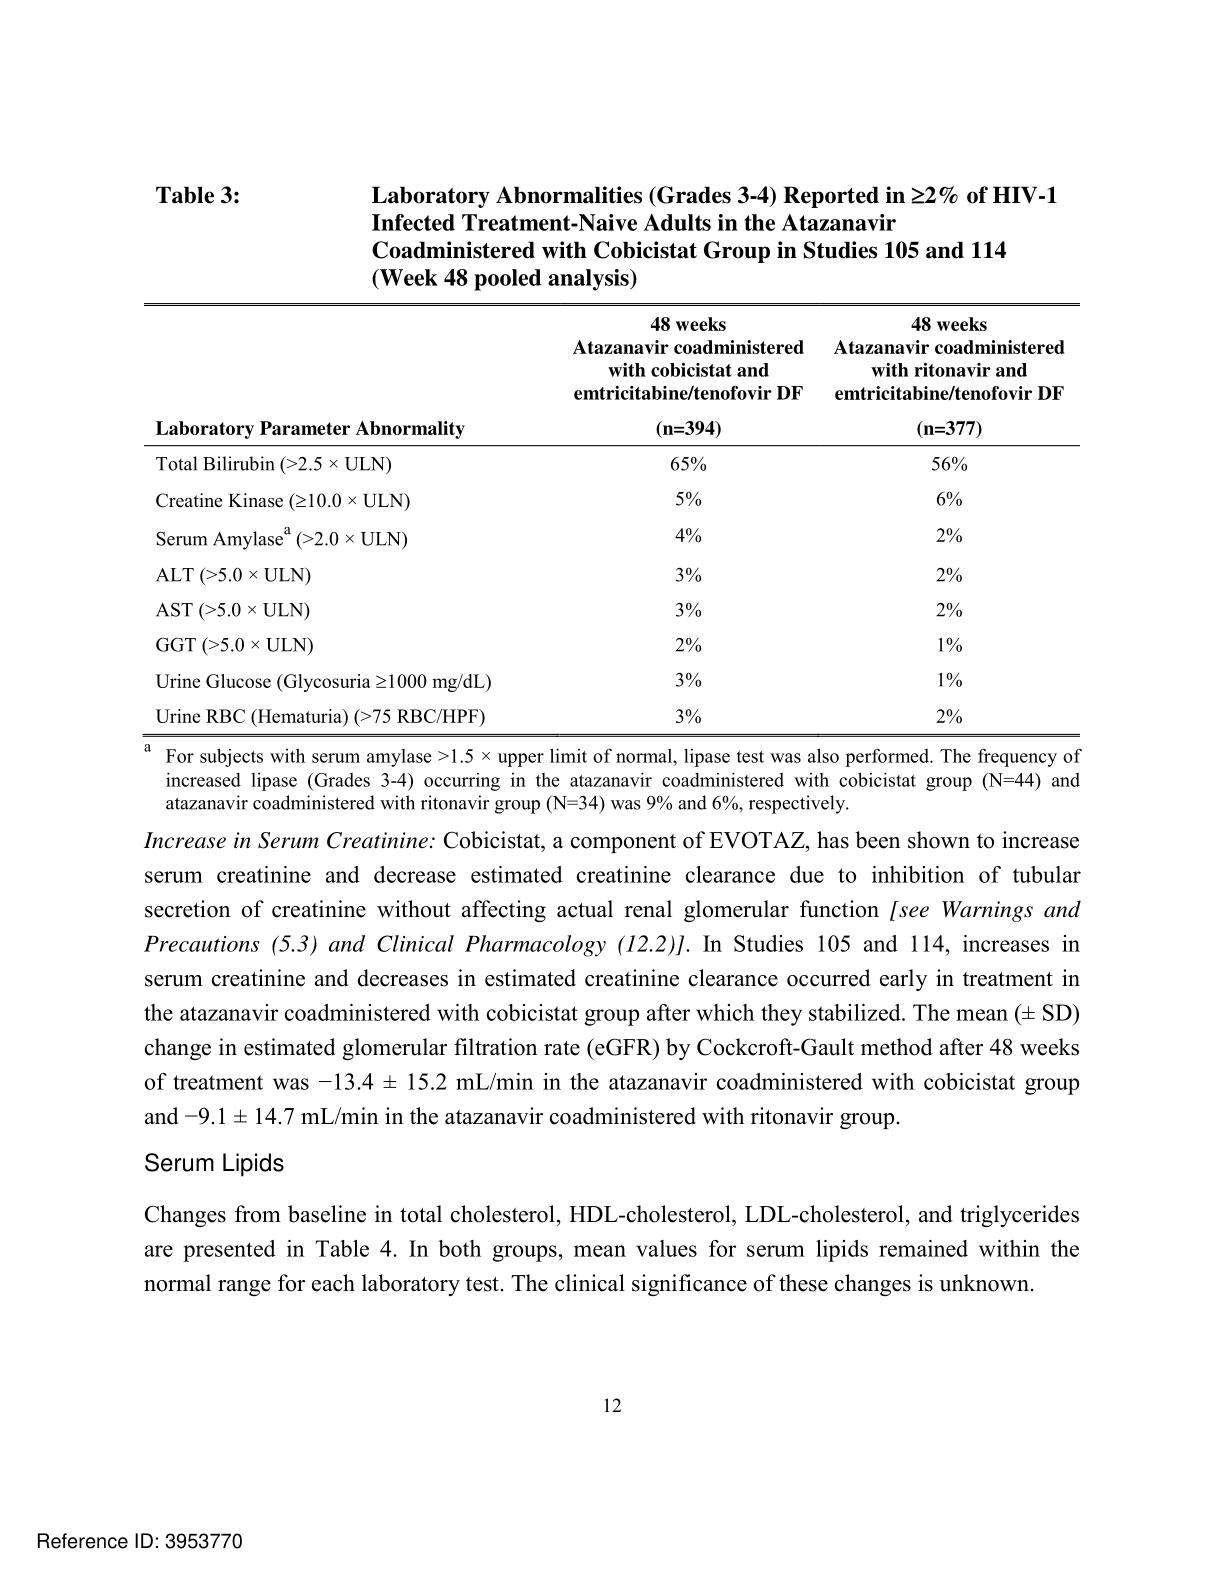 Table 3: Laboratory Abnormalities (Grades 3-4) Reported in ≥2% of HIV-1
Infected Treatment-Naive Adults in the Atazanavir
Coadministered with Cobicistat Group in Studies 105 and 114
(Week 48 pooled analysis)
48 weeks 48 weeks
Atazanavir coadministered Atazanavir coadministered
with cobicistat and with ritonavir and
emtricitabine/tenofovir DF emtricitabine/tenofovir DF
Laboratory Parameter Abnormality (n=394) (n=377)
Total Bilirubin (>2.5 × ULN) 65% 56%
Creatine Kinase (≥10.0 × ULN) 5% 6%
Serum Amylaseª (>2.0 × ULN) 4% 2%
ALT (>5.0 × ULN) 3% 2%
AST (>5.0 × ULN) 3% 2%
GGT (>5.0 × ULN) 2% 1%
Urine Glucose (Glycosuria ≥1000 mg/dL) 3% 1%
Urine RBC (Hematuria) (>75 RBC/HPF) 3% 2%
a For subjects with serum amylase >1.5 × upper limit of normal, lipase test was also performed. The frequency of
increased lipase (Grades 3-4) occurring in the atazanavir coadministered with cobicistat group (N=44) and
atazanavir coadministered with ritonavir group (N=34) was 9% and 6%, respectively.
Increase in Serum Creatinine: Cobicistat, a component of EVOTAZ, has been shown to increase
serum creatinine and decrease estimated creatinine clearance due to inhibition of tubular
secretion of creatinine without affecting actual renal glomerular function [see Warnings and
Precautions (5.3) and Clinical Pharmacology (12.2)]. In Studies 105 and 114, increases in
serum creatinine and decreases in estimated creatinine clearance occurred early in treatment in
the atazanavir coadministered with cobicistat group after which they stabilized. The mean (± SD)
change in estimated glomerular filtration rate (eGFR) by Cockcroft-Gault method after 48 weeks
of treatment was −13.4 ± 15.2 mL/min in the atazanavir coadministered with cobicistat group
and −9.1 ± 14.7 mL/min in the atazanavir coadministered with ritonavir group.
Serum Lipids
Changes from baseline in total cholesterol, HDL-cholesterol, LDL-cholesterol, and triglycerides
are presented in Table 4. In both groups, mean values for serum lipids remained within the
normal range for each laboratory test. The clinical significance of these changes is unknown.
12
Reference ID: 3953770